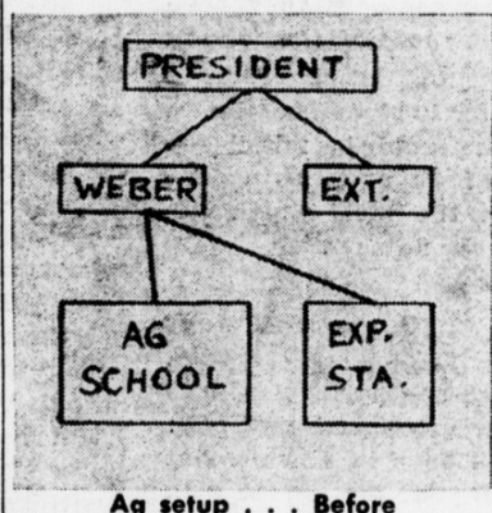 PRESIDENT
WEBER
EXT.
AG
SCHOOL
EXP.
STA.
Ag setup . . . Before